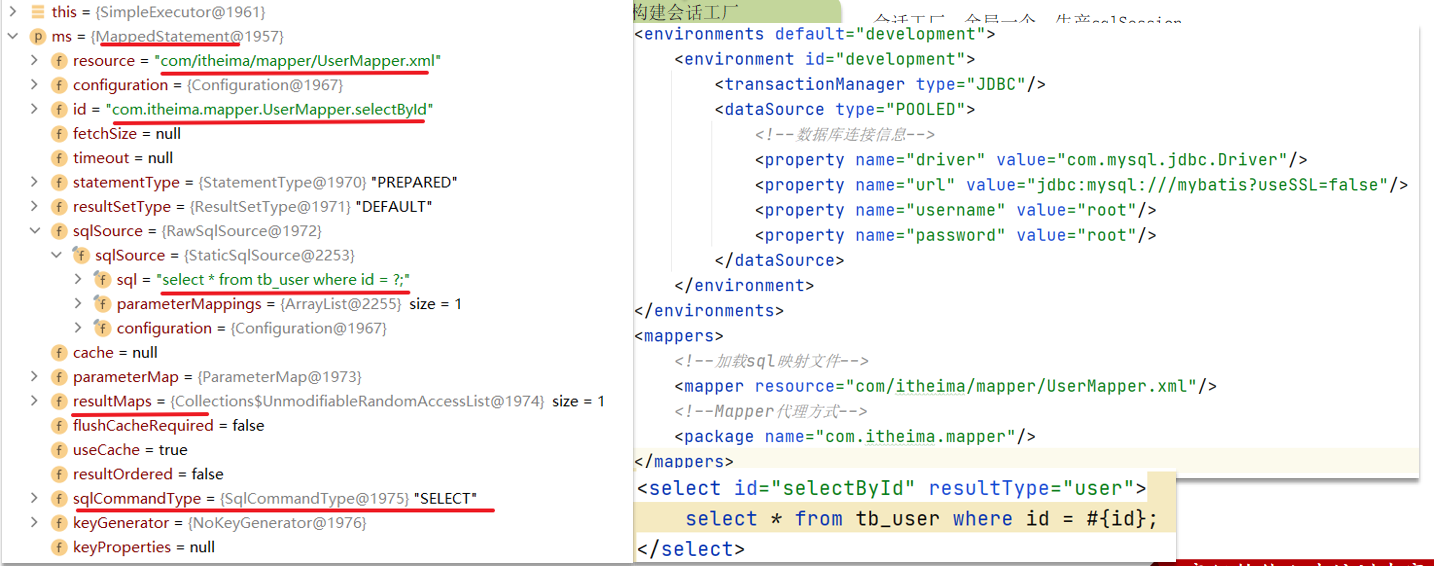 this = {SimpleExecutor@1961}
ms = {MappedStatement@1957}
resource = "com/itheima/mapper/UserMapper.xml"
configuration = {Configuration@1967}
id = "com.itheima.mapper.UserMapper.selectById"
fetchSize = null
timeout = null
statementType = {StatementType@1970} "PREPARED"
resultSetType = {ResultSetType@1971} "DEFAULT"
sqlSource = {RawSqlSource@1972}
sqlSource = {StaticSqlSource@2253}
sql = "select * from tb_user where id = ?;"
parameterMappings = {ArrayList@2255} size = 1
configuration = {Configuration@1967}
cache = null
parameterMap = {ParameterMap@1973}
resultMaps = {Collections$UnmodifiableRandomAccessList@1974} size = 1
flushCacheRequired = false
useCache = true
resultOrdered = false
sqlCommandType = {SqlCommandType@1975} "SELECT"
keyGenerator = {NoKeyGenerator@1976}
keyProperties = null
构建会话工厂
会话工厂，全局一个，生产sqlSession
<environments default="development">
<environment id="development">
<transactionManager type="JDBC"/>
<dataSource type="POOLED">
<!--数据库连接信息-->
<property name="driver" value="com.mysql.jdbc.Driver"/>
<property name="url" value="jdbc:mysql:///mybatis?useSSL=false"/>
<property name="username" value="root"/>
<property name="password" value="root"/>
</dataSource>
</environment>
</environments>
<mappers>
<!--加载sql映射文件-->
<mapper resource="com/itheima/mapper/UserMapper.xml"/>
<!--Mapper代理方式-->
<package name="com.itheima.mapper"/>
</mappers>
<select id="selectById" resultType="user">
select * from tb_user where id = #{id};
</select>